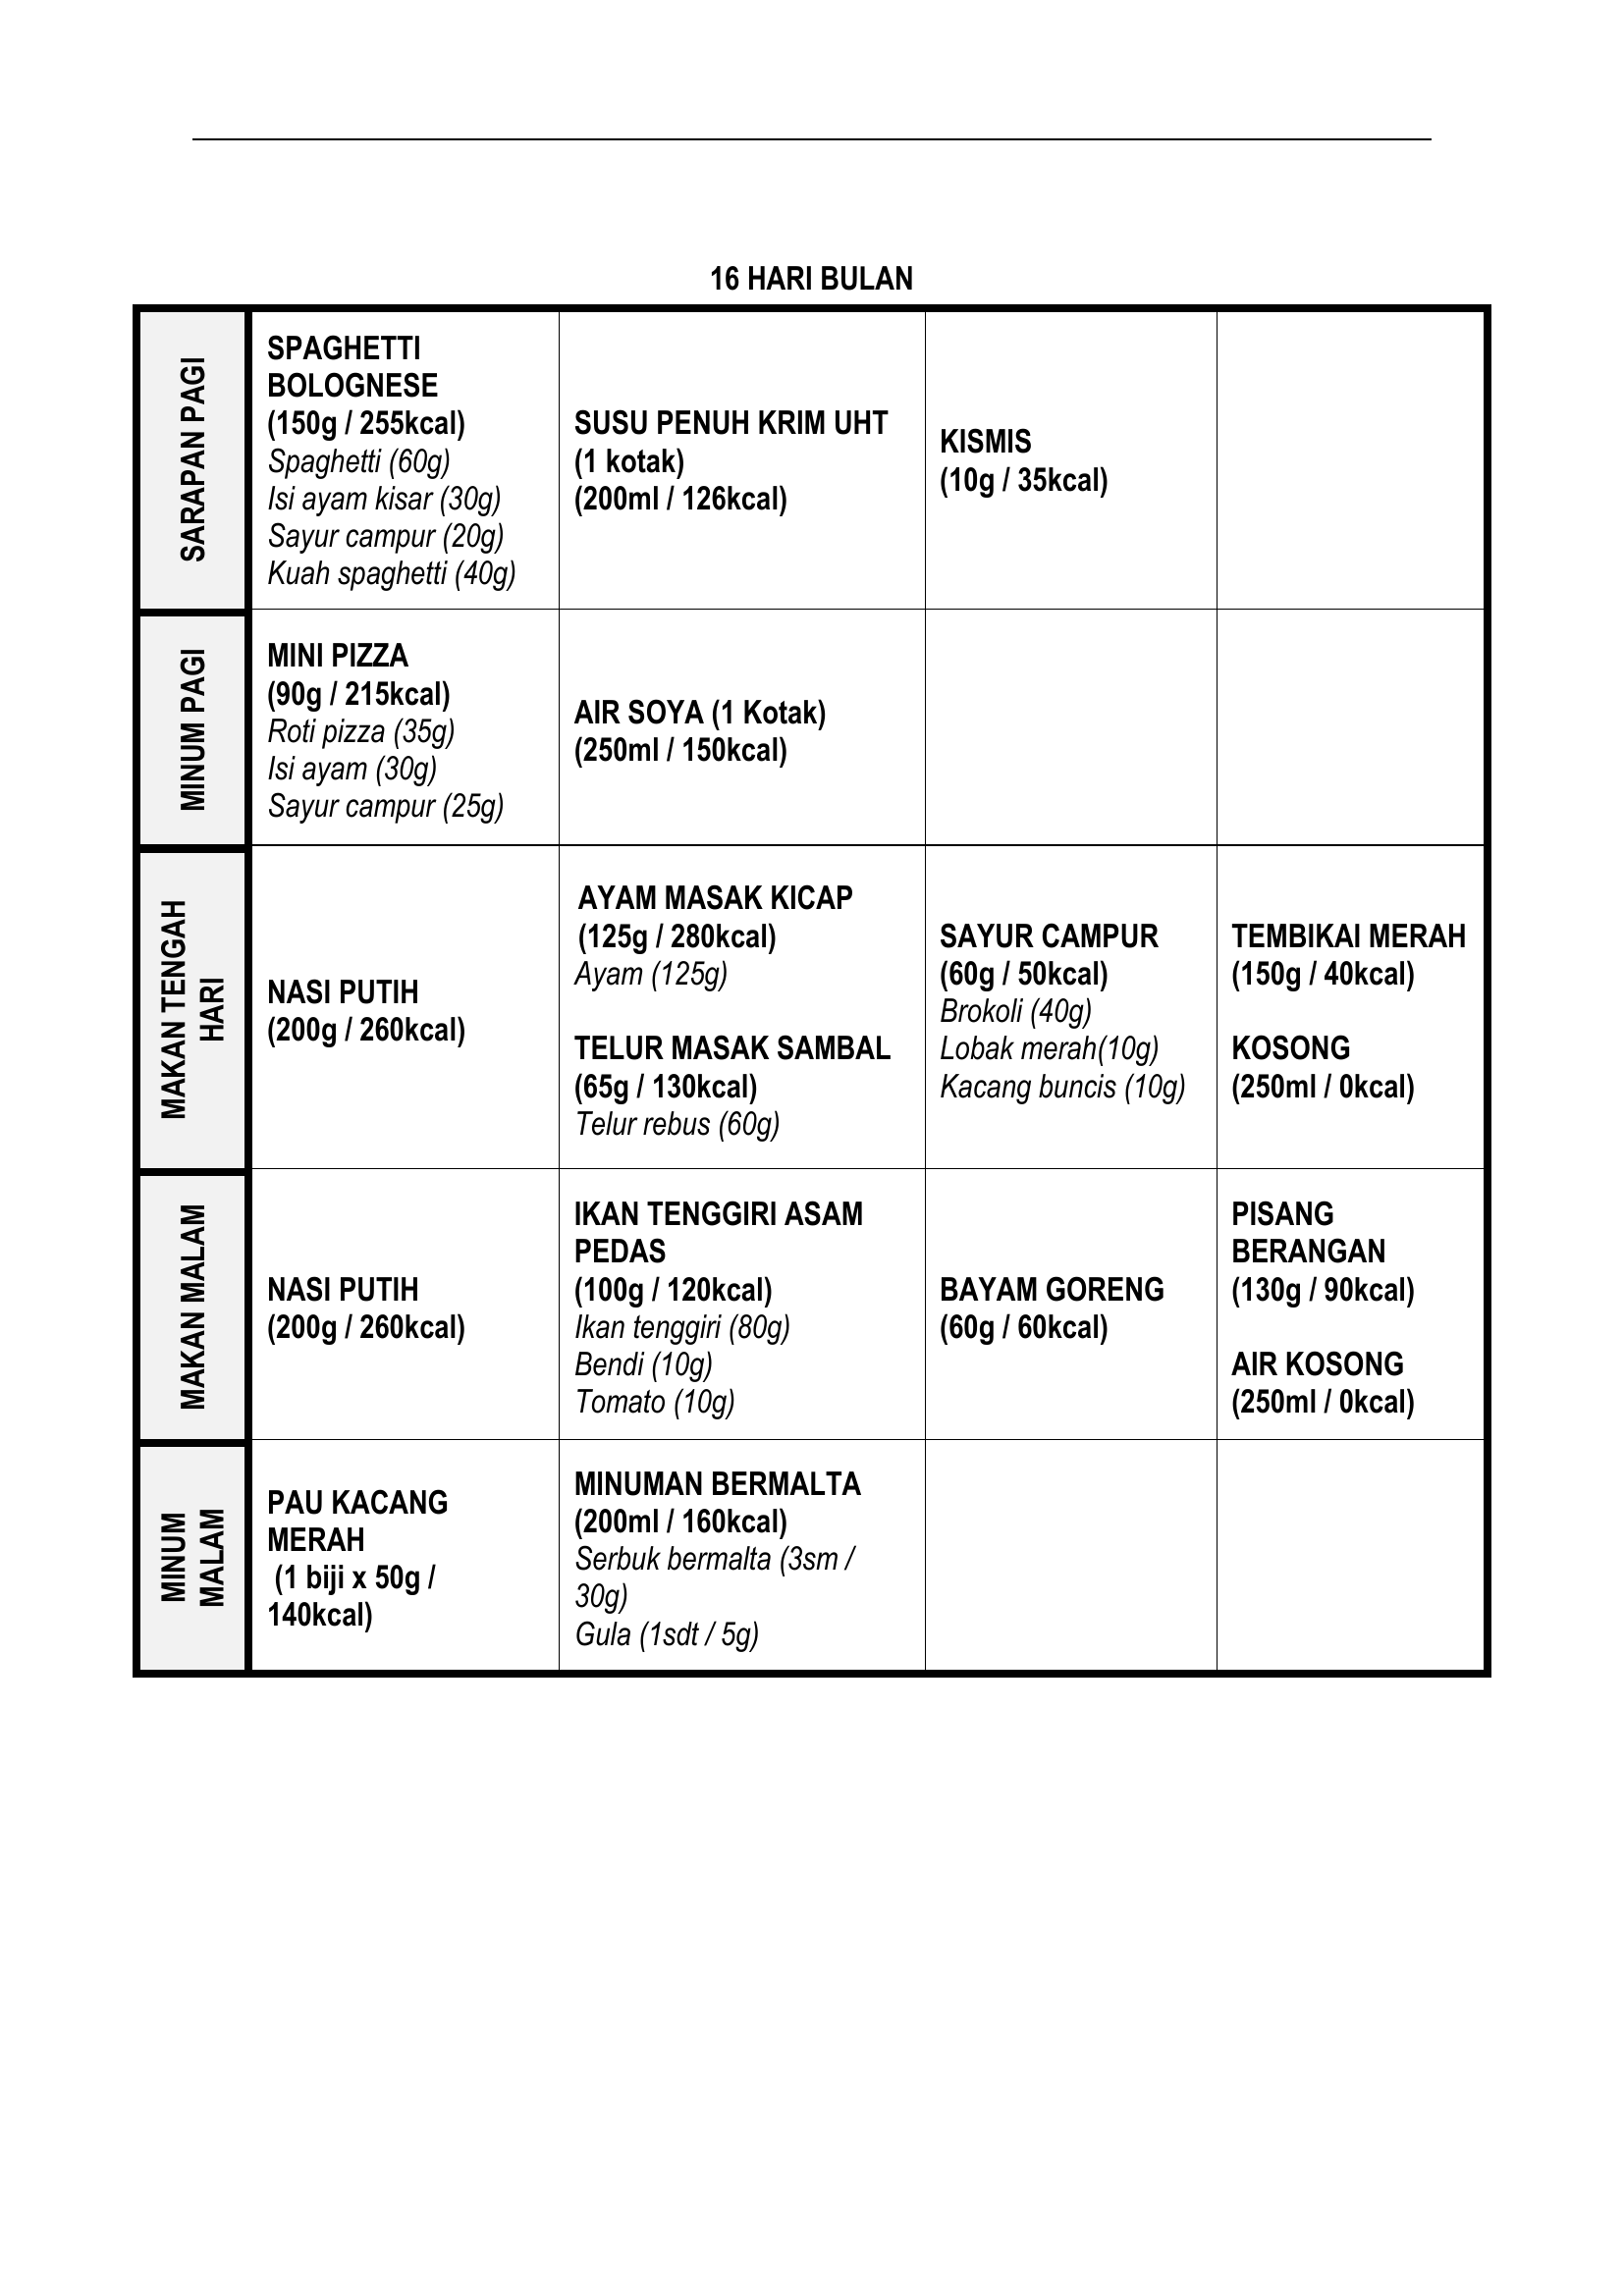 16 HARI BULAN
SARAPAN PAGI
SPAGHETTI
BOLOGNESE
(150g / 255kcal)
Spaghetti (60g)
Isi ayam kisar (30g)
Sayur campur (20g)
Kuah spaghetti (40g)
SUSU PENUH KRIM UHT
(1 kotak)
(200ml / 126kcal)
KISMIS
(10g / 35kcal)
MINUM PAGI
MINI PIZZA
(90g / 215kcal)
Roti pizza (35g)
Isi ayam (30g)
Sayur campur (25g)
AIR SOYA (1 Kotak)
(250ml / 150kcal)
MAKAN TENGAH
HARI
NASI PUTIH
(200g / 260kcal)
AYAM MASAK KICAP
(125g / 280kcal)
Ayam (125g)
TELUR MASAK SAMBAL
(65g / 130kcal)
Telur rebus (60g)
SAYUR CAMPUR
(60g / 50kcal)
Brokoli (40g)
Lobak merah(10g)
Kacang buncis (10g)
TEMBIKAI MERAH
(150g / 40kcal)
KOSONG
(250ml / 0kcal)
MAKAN MALAM
NASI PUTIH
(200g / 260kcal)
IKAN TENGGIRI ASAM
PEDAS
(100g / 120kcal)
Ikan tenggiri (80g)
Bendi (10g)
Tomato (10g)
BAYAM GORENG
(60g / 60kcal)
PISANG
BERANGAN
(130g / 90kcal)
AIR KOSONG
(250ml / 0kcal)
MINUM
MALAM
PAU KACANG
MERAH
(1 biji x 50g /
140kcal)
MINUMAN BERMALTA
(200ml / 160kcal)
Serbuk bermalta (3sm /
30g)
Gula (1sdt / 5g)